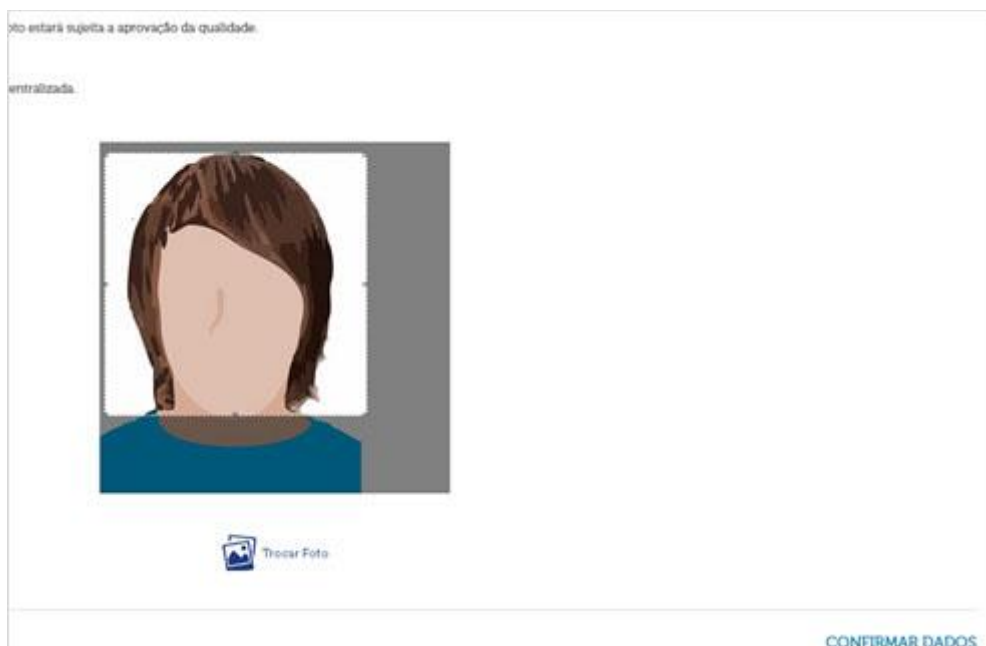 oto estará sujeita a aprovação da qualidade.
entralizada.
Trocar Foto
CONFIRMAR DADOS